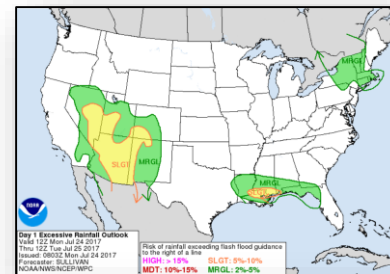 MRGL
MRGL
SLGT
MRGL
NOAA
Day 1 Excessive Rainfall Outlook
Valid 12Z Mon Jul 24 2017
Thru 12Z Tue Jul 25 2017
Issued: 0803Z Mon Jul 24 2017
Forecaster: SULLIVAN
NOAA/NWS/NCEP/WPC
Risk of rainfall exceeding flash flood guidance
to the right of a line
HIGH: > 15% SLGT: 5%-10%
MDT: 10%-15% MRGL: 2%-5%